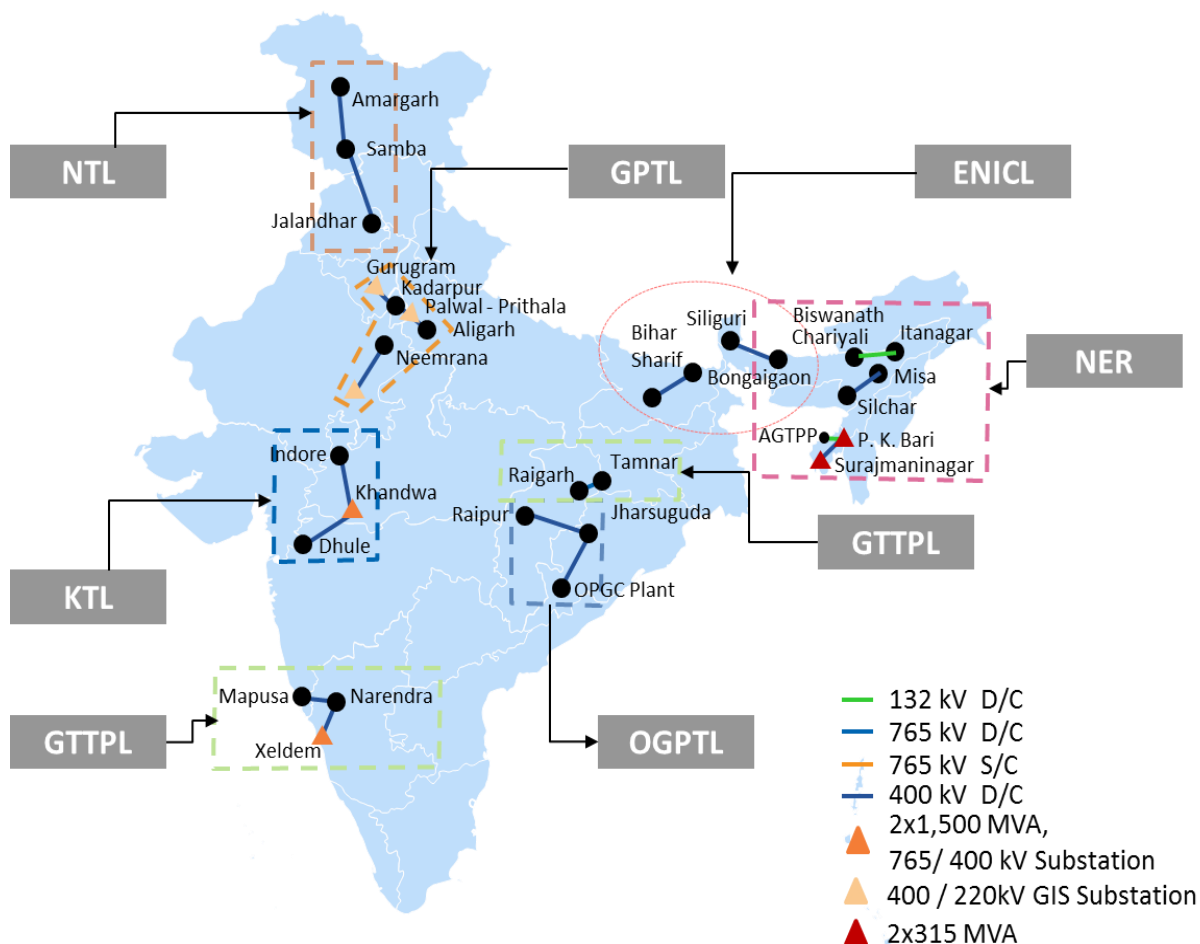 Amargarh
NTL
Samba
GPTL
ENICL
Jalandhar
Gurugram
Kadarpur
Palwal - Prithala
Aligarh
Neemrana
Siliguri
Bihar
Sharif
Bongaigaon
Biswanath
Chariyali
Itanagar
Misa
Silchar
NER
AGTPP
P. K. Bari
Surajmaninagar
Indore
Khandwa
Dhule
KTL
Tamnar
Raigarh
Raipur
Jharsuguda
OPGC Plant
GTTPL
Mapusa
Narendra
Xeldem
GTTPL
OGPTL
132 kV D/C
765 kV D/C
765 kV S/C
400 kV D/C
2x1,500 MVA,
765/ 400 kV Substation
400 / 220kV GIS Substation
2x315 MVA